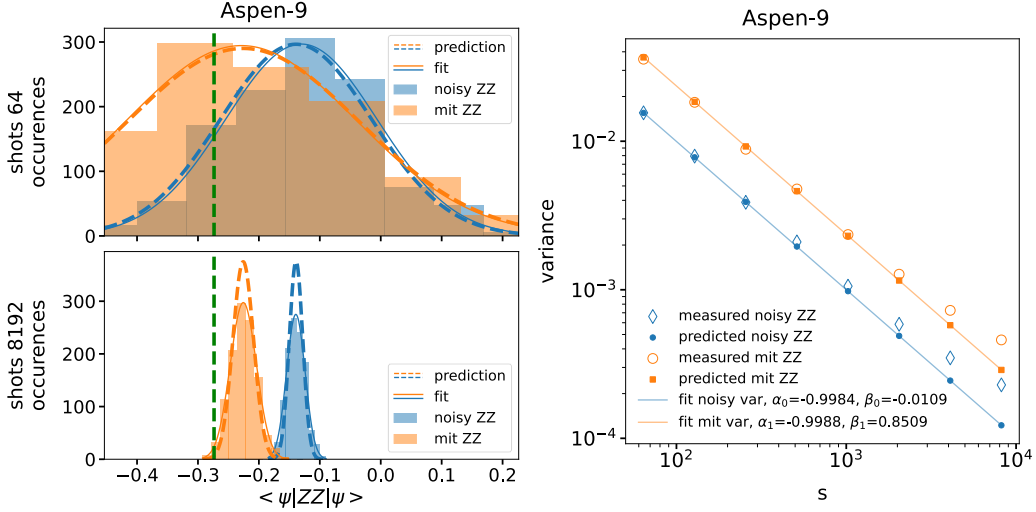 Aspen-9
shots 64
occurences
300
200
100
0
prediction
fit
noisy ZZ
mit ZZ
shots 8192
occurences
300
200
100
0
prediction
fit
noisy ZZ
mit ZZ
−0.4 −0.3 −0.2 −0.1 0.0 0.1 0.2
< ψ|ZZ|ψ >
Aspen-9
variance
10⁻²
10⁻³
10⁻⁴
measured noisy ZZ
predicted noisy ZZ
measured mit ZZ
predicted mit ZZ
fit noisy var, α₀=-0.9984, β₀=-0.0109
fit mit var, α₁=-0.9988, β₁=0.8509
10² 10³ 10⁴
s